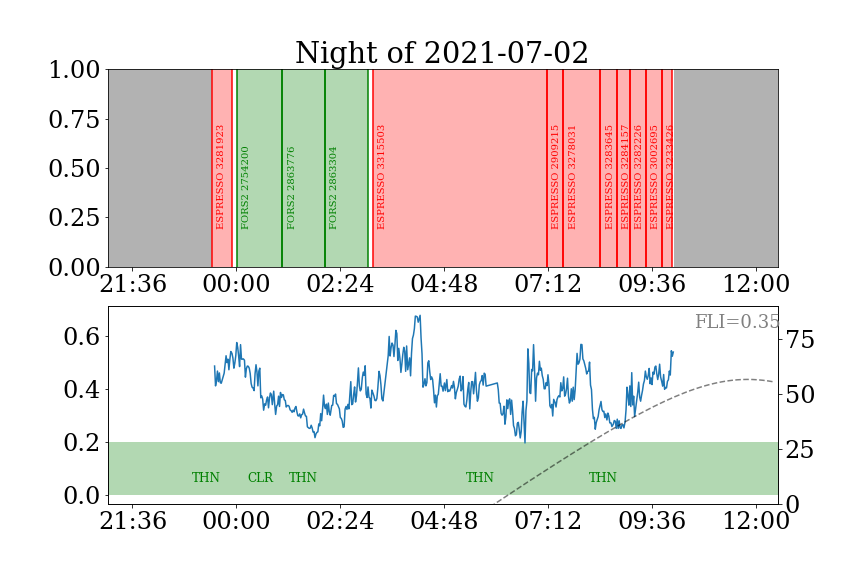 Night of 2021-07-02
1.00
0.75
0.50
0.25
0.00
ESPRESSO 3281923
FORS2 2754200
FORS2 2863776
FORS2 2863304
ESPRESSO 3315503
ESPRESSO 2909215
ESPRESSO 3278031
ESPRESSO 3283645
ESPRESSO 3284157
ESPRESSO 3282226
ESPRESSO 3002695
ESPRESSO 3233426
21:36 00:00 02:24 04:48 07:12 09:36 12:00
FLI=0.35
0.6
0.4
0.2
0.0
75
50
25
0
THN CLR THN THN THN
21:36 00:00 02:24 04:48 07:12 09:36 12:00